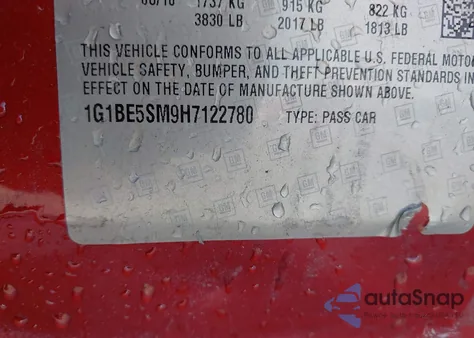 08/16 1737 KG 915 KG 822 KG
3830 LB 2017 LB 1813 LB
THIS VEHICLE CONFORMS TO ALL APPLICABLE U.S. FEDERAL MOTOR
VEHICLE SAFETY, BUMPER, AND THEFT PREVENTION STANDARDS IN
EFFECT ON THE DATE OF MANUFACTURE SHOWN ABOVE.
1G1BE5SM9H7122780 TYPE: PASS CAR
autoSnap